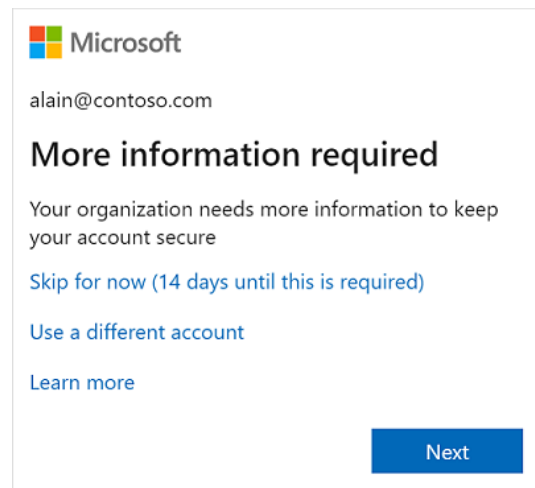 Microsoft
alain@contoso.com
More information required
Your organization needs more information to keep
your account secure
Skip for now (14 days until this is required)
Use a different account
Learn more
Next